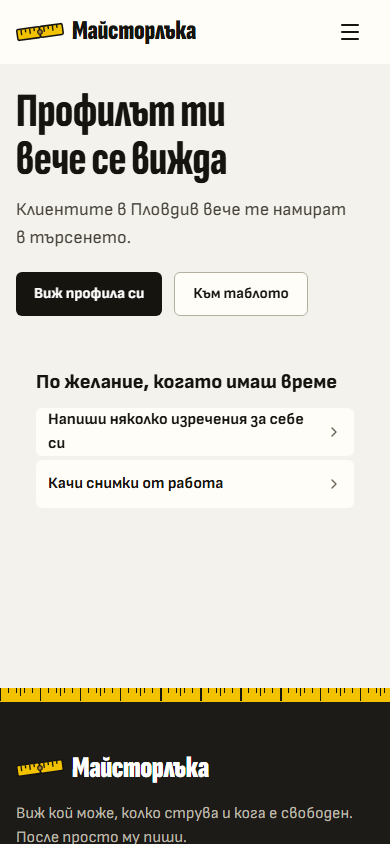 Майсторлъка
Профилът ти
вече се вижда
Клиентите в Пловдив вече те намират
в търсенето.
Виж профила си
Към таблото
По желание, когато имаш време
Напиши няколко изречения за себе
си
Качи снимки от работа
Майсторлъка
Виж кой може, колко струва и кога е свободен.
После просто му пиши.